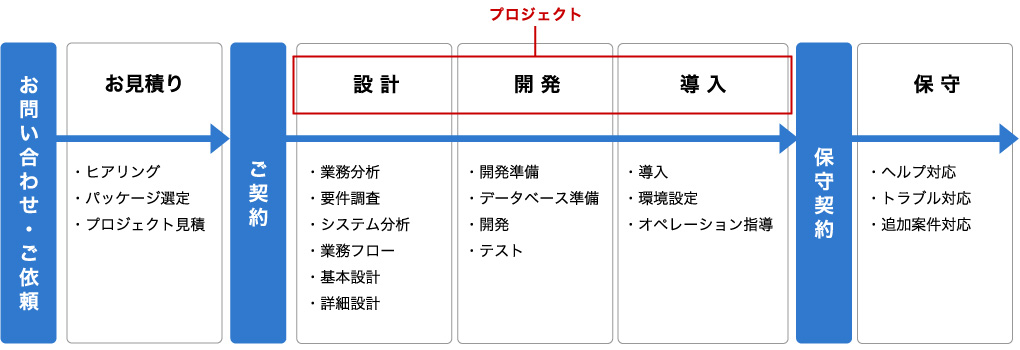 プロジェクト
お問い合わせ・ご依頼
お見積り
・ヒアリング
・パッケージ選定
・プロジェクト見積
ご契約
設計
・業務分析
・要件調査
・システム分析
・業務フロー
・基本設計
・詳細設計
開発
・開発準備
・データベース準備
・開発
・テスト
導入
・導入
・環境設定
・オペレーション指導
保守契約
保守
・ヘルプ対応
・トラブル対応
・追加案件対応